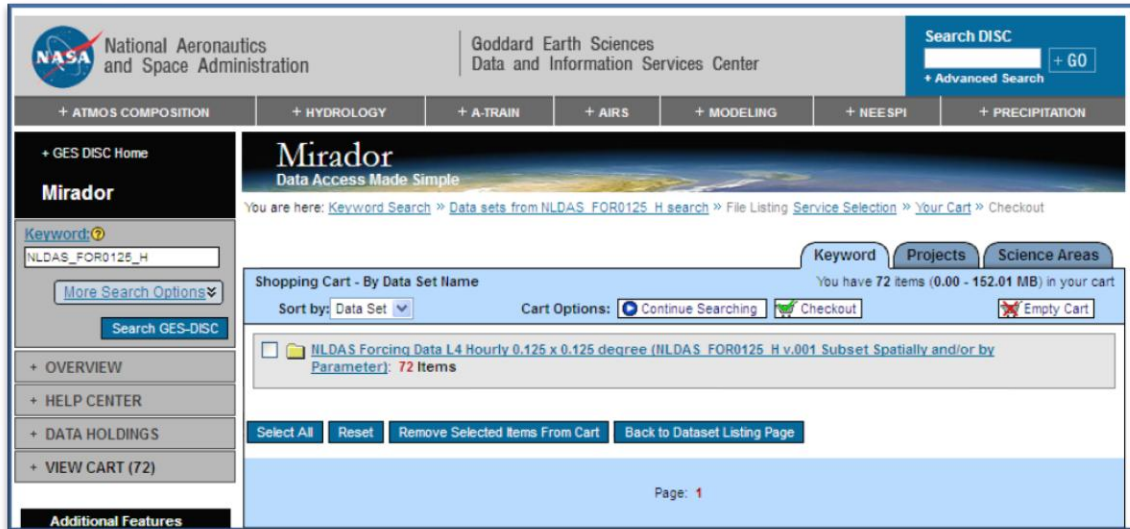 NASA
National Aeronautics
and Space Administration
Goddard Earth Sciences
Data and Information Services Center
Search DISC
+ GO
+ Advanced Search
+ ATMOS COMPOSITION
+ HYDROLOGY
+ A-TRAIN
+ AIRS
+ MODELING
+ NEESPI
+ PRECIPITATION
+ GES DISC Home
Mirador
Keyword:?
NLDAS_FOR0125_H
More Search Options
Search GES-DISC
+ OVERVIEW
+ HELP CENTER
+ DATA HOLDINGS
+ VIEW CART (72)
Additional Features
Mirador
Data Access Made Simple
You are here: Keyword Search » Data sets from NLDAS_FOR0125_H search » File Listing Service Selection » Your Cart » Checkout
Keyword
Projects
Science Areas
Shopping Cart - By Data Set Name
You have 72 items (0.00 - 152.01 MB) in your cart
Sort by: Data Set
Cart Options: Continue Searching
Checkout
Empty Cart
NLDAS Forcing Data L4 Hourly 0.125 x 0.125 degree (NLDAS_FOR0125_H v.001 Subset Spatially and/or by
Parameter): 72 Items
Select All
Reset
Remove Selected Items From Cart
Back to Dataset Listing Page
Page: 1